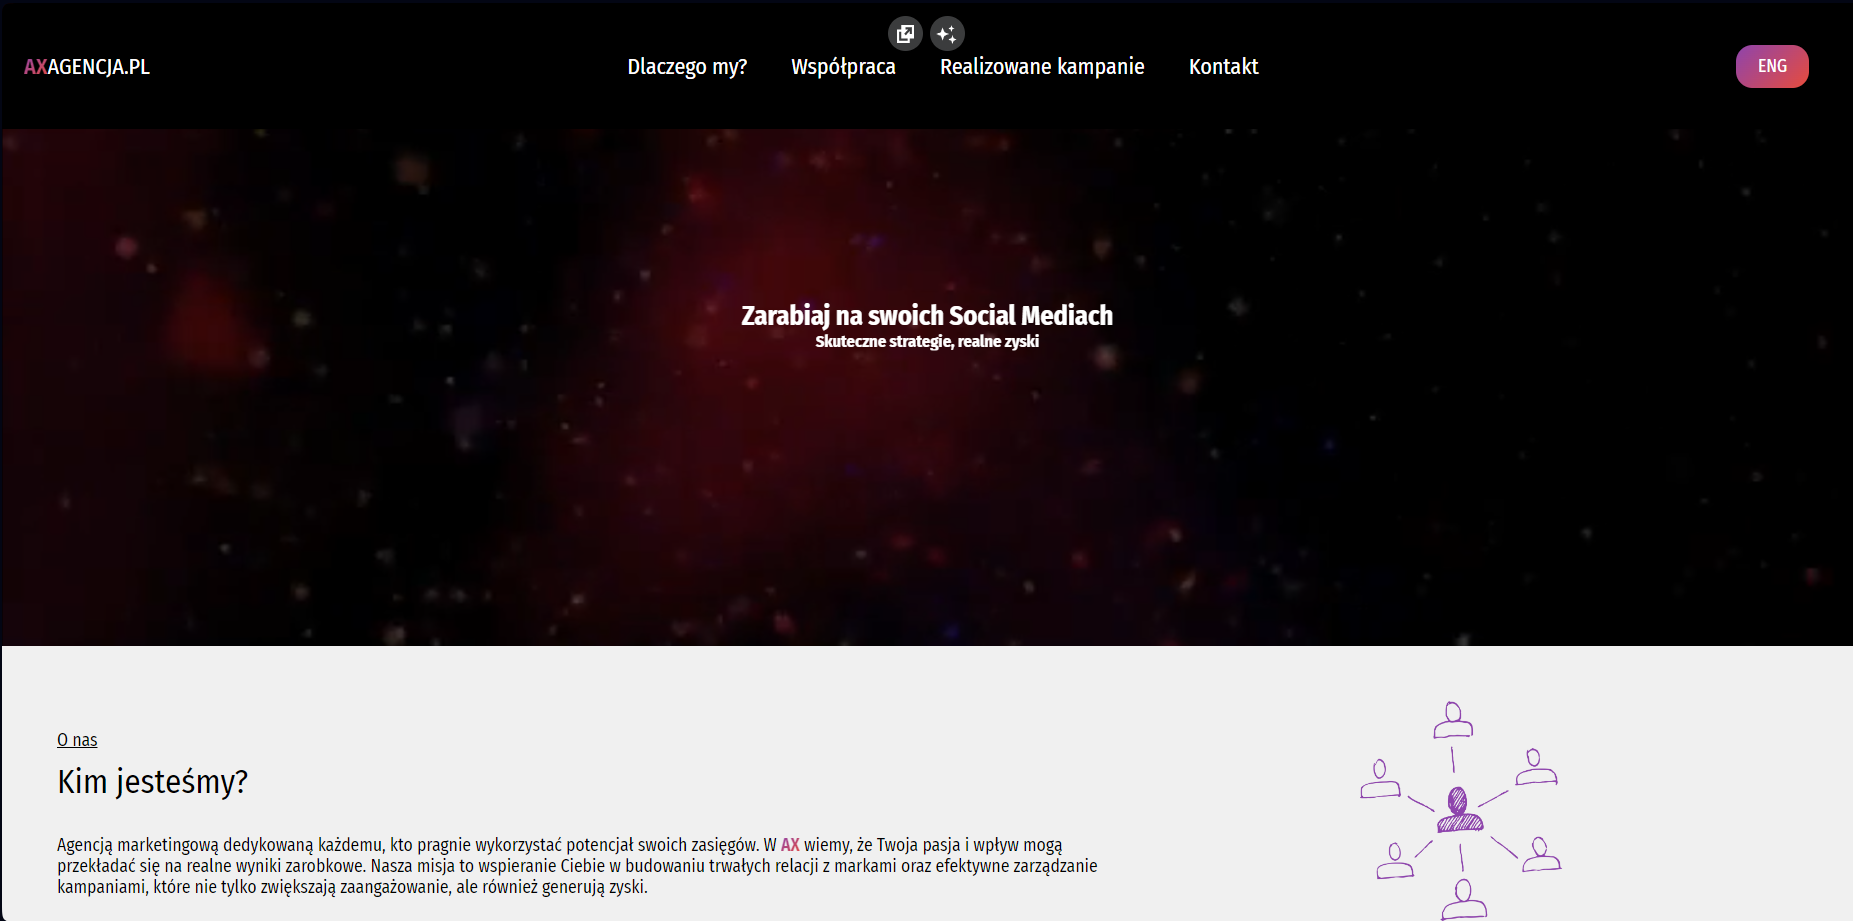 AXAGENCJA.PL
Dlaczego my?
Współpraca
Realizowane kampanie
Kontakt
ENG
Zarabiaj na swoich Social Mediach
Skuteczne strategie, realne zyski
O nas
Kim jesteśmy?
Agencją marketingową dedykowaną każdemu, kto pragnie wykorzystać potencjał swoich zasięgów. W AX wiemy, że Twoja pasja i wpływ mogą
przekładać się na realne wyniki zarobkowe. Nasza misja to wspieranie Ciebie w budowaniu trwałych relacji z markami oraz efektywne zarządzanie
kampaniami, które nie tylko zwiększają zaangażowanie, ale również generują zyski.